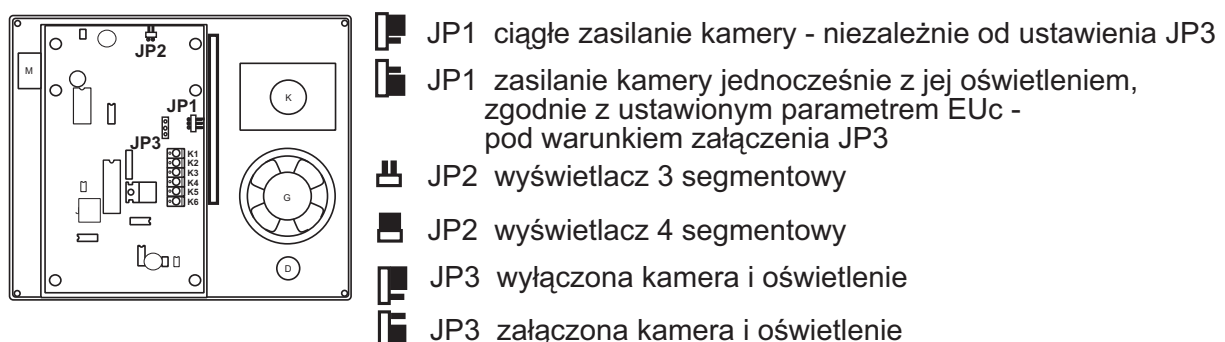 JP2
M
JP1
K
JP3
K1
K2
K3
K4
K5
K6
G
D
JP1 ciągłe zasilanie kamery - niezależnie od ustawienia JP3
JP1 zasilanie kamery jednocześnie z jej oświetleniem,
zgodnie z ustawionym parametrem EUc -
pod warunkiem załączenia JP3
JP2 wyświetlacz 3 segmentowy
JP2 wyświetlacz 4 segmentowy
JP3 wyłączona kamera i oświetlenie
JP3 załączona kamera i oświetlenie